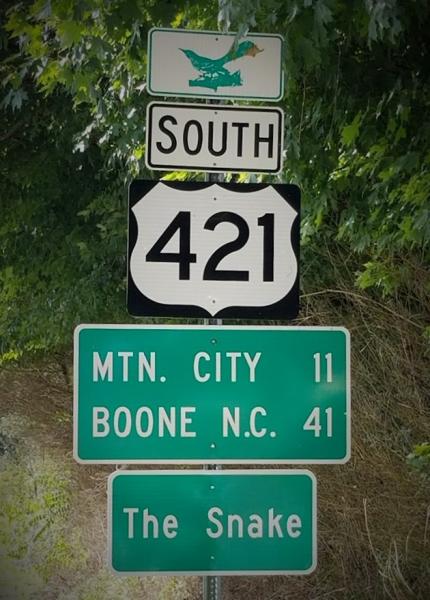 SOUTH
421
MTN. CITY 11
BOONE N.C. 41
The Snake